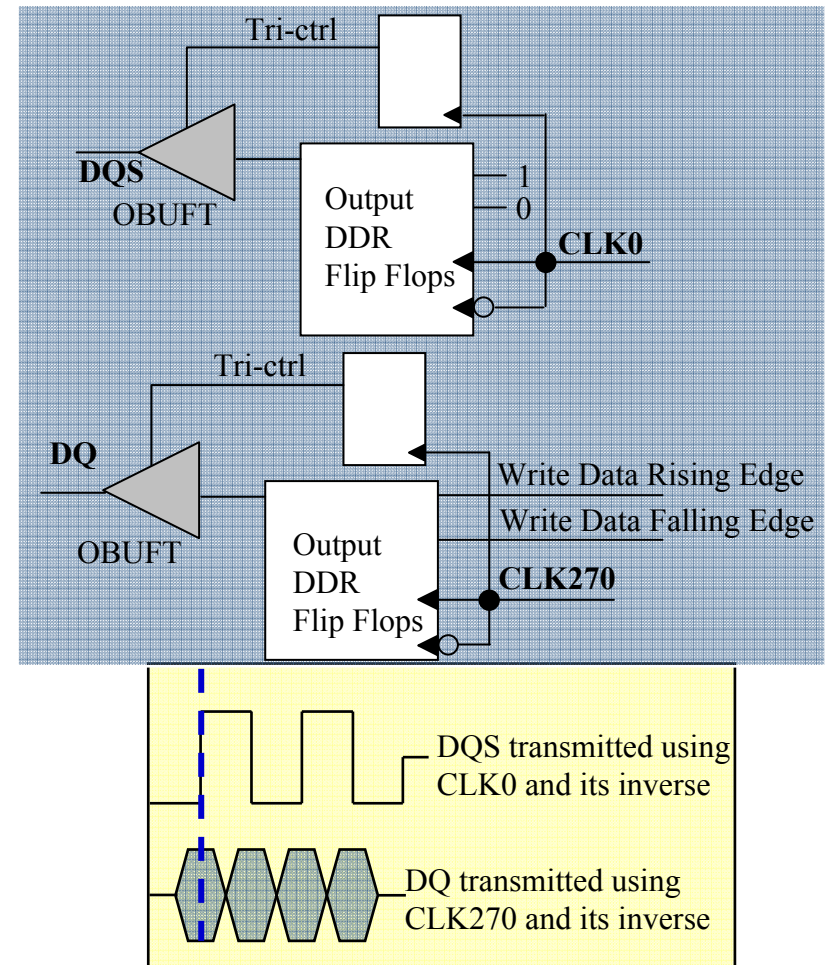 Tri-ctrl
DQS
OBUFT
Output
DDR
Flip Flops
1
0
CLK0
Tri-ctrl
DQ
OBUFT
Output
DDR
Flip Flops
Write Data Rising Edge
Write Data Falling Edge
CLK270
DQS transmitted using
CLK0 and its inverse
DQ transmitted using
CLK270 and its inverse